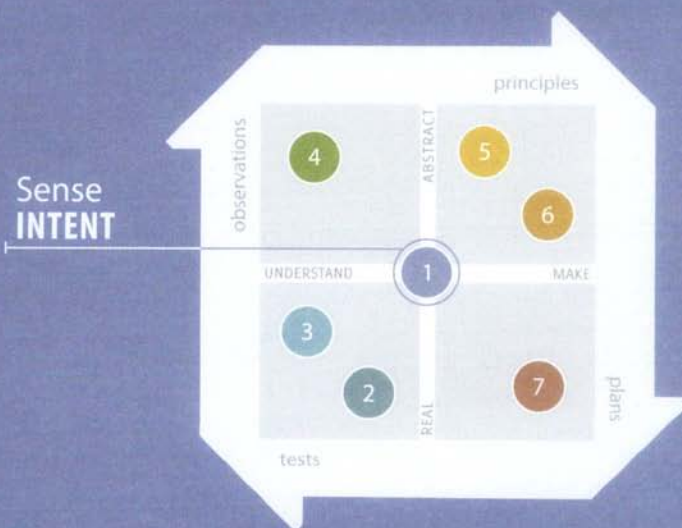 principles
observations
ABSTRACT
4
5
6
Sense
INTENT
UNDERSTAND
1
MAKE
3
2
7
REAL
plans
tests